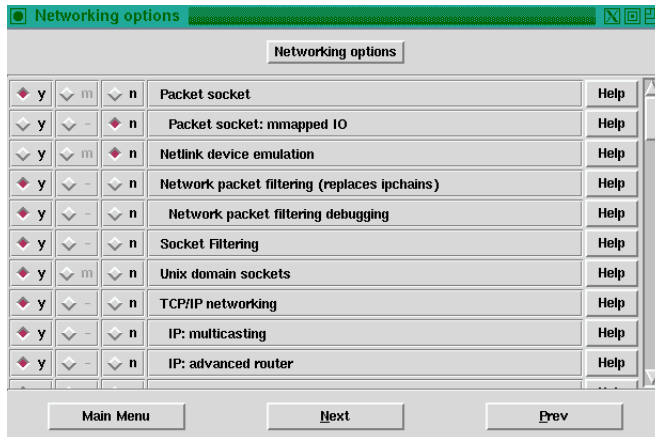 Networking options
Networking options
y m n Packet socket Help
y - n Packet socket: mmapped IO Help
y m n Netlink device emulation Help
y - n Network packet filtering (replaces ipchains) Help
y - n Network packet filtering debugging Help
y - n Socket Filtering Help
y m n Unix domain sockets Help
y - n TCP/IP networking Help
y - n IP: multicasting Help
y - n IP: advanced router Help
Main Menu Next Prev